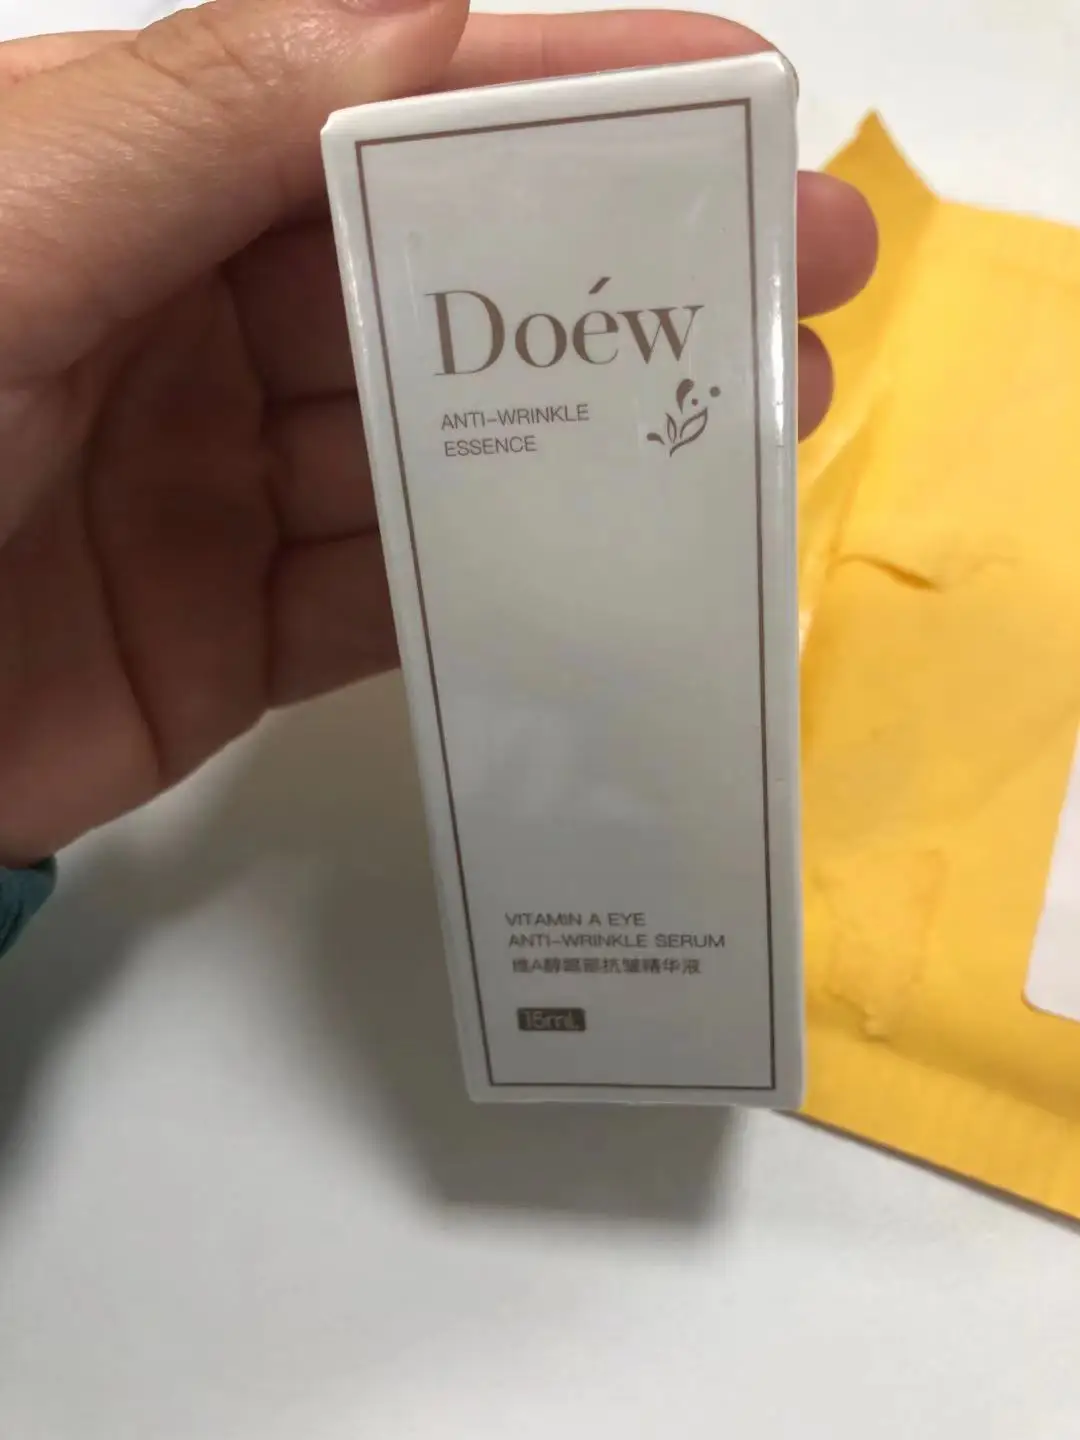 Doéw
ANTI-WRINKLE
ESSENCE
VITAMIN A EYE
ANTI-WRINKLE SERUM
维A醇眼部抗皱精华液
15mL